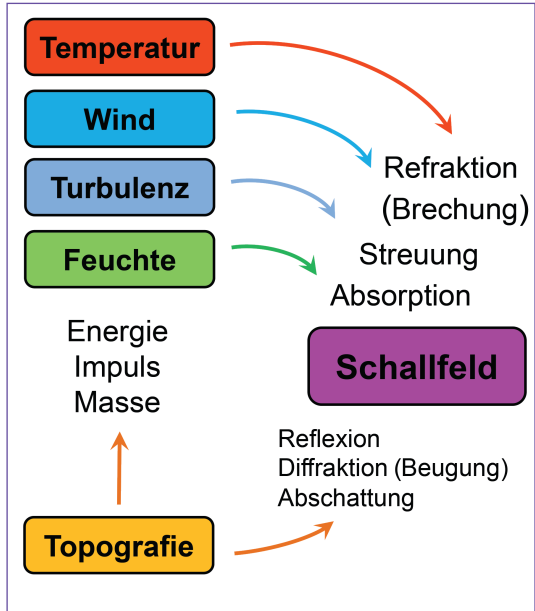 Temperatur
Wind
Turbulenz
Feuchte
Refraktion
(Brechung)
Streuung
Absorption
Energie
Impuls
Masse
Schallfeld
Reflexion
Diffraktion (Beugung)
Abschattung
Topografie